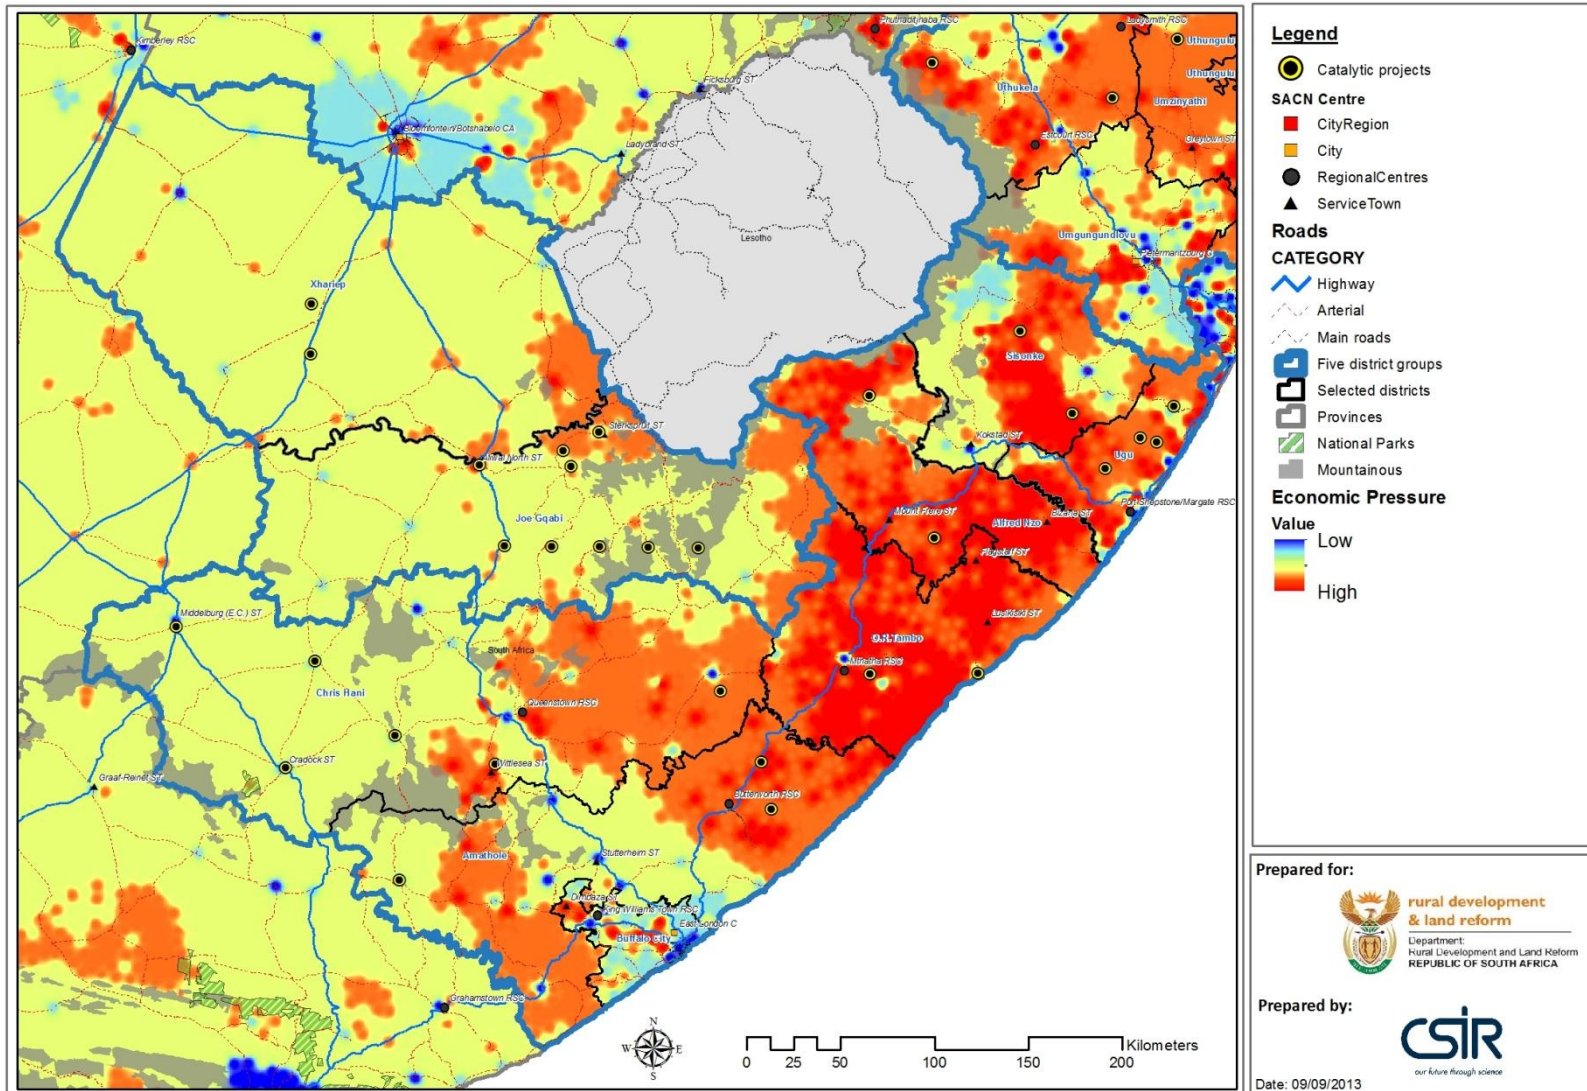 Kimberley RSC
Phuthaditjhaba RSC
Ladysmith RSC
Uthungulu
Uthungulu
Ficksburg ST
Uthukela
Umzinyathi
Bloemfontein/Botshabelo CA
Estcourt RSC
Greytown ST
Ladybrand ST
Lesotho
Umgungundlovu
Pietermaritzburg C
Xhariep
Sisonke
Sterkspruit ST
Kokstad ST
Ugu
Aliwal North ST
Port Shepstone/Margate RSC
Joe Gqabi
Mount Frere ST
Alfred Nzo
Bizana ST
Flagstaff ST
Middelburg (E.C.) ST
Lusikisiki ST
O.R.Tambo
South Africa
Mthatha RSC
Chris Hani
Queenstown RSC
Cradock ST
Wittlesea ST
Graaf-Reinet ST
Butterworth RSC
Amathole
Stutterheim ST
Dimbaza ST
King Williams Town RSC
East London C
Buffalo City
Grahamstown RSC
N
W
E
S
0 25 50 100 150 200
Kilometers
Legend
Catalytic projects
SACN Centre
CityRegion
City
RegionalCentres
ServiceTown
Roads
CATEGORY
Highway
Arterial
Main roads
Five district groups
Selected districts
Provinces
National Parks
Mountainous
Economic Pressure
Value
Low
High
Prepared for:
rural development
& land reform
Department:
Rural Development and Land Reform
REPUBLIC OF SOUTH AFRICA
Prepared by:
CSIR
our future through science
Date: 09/09/2013